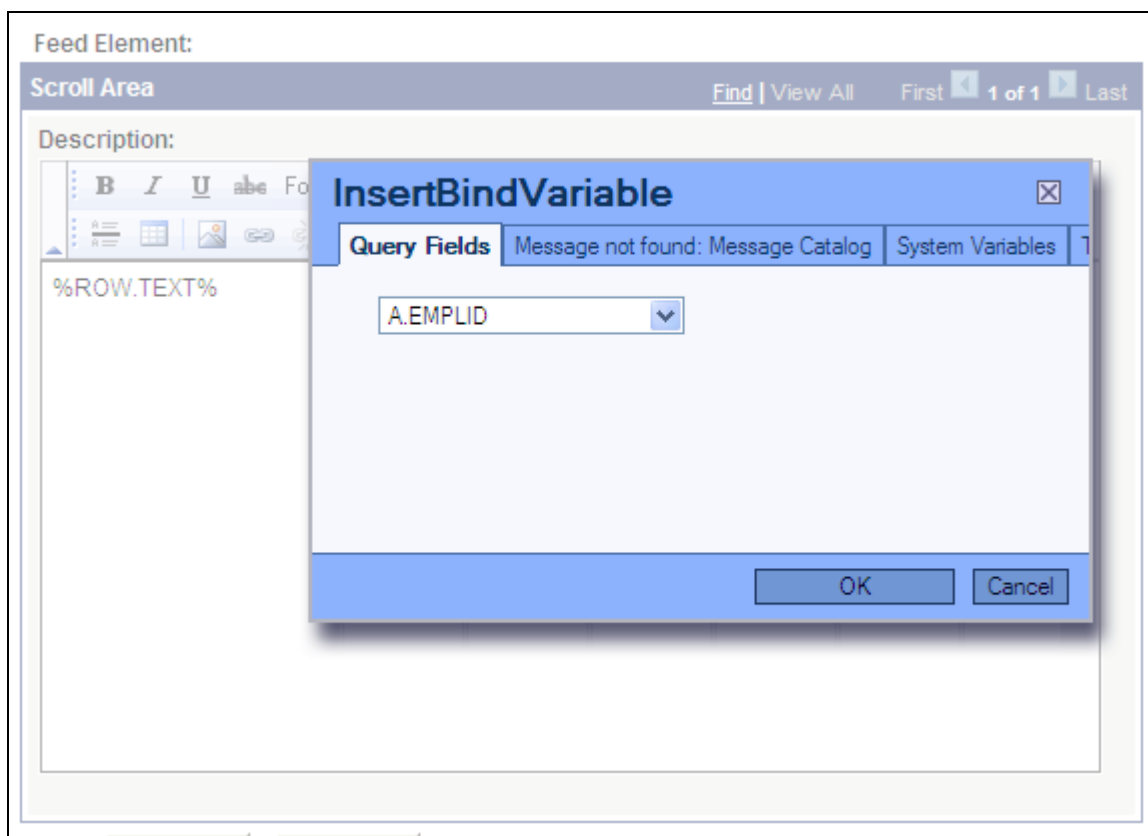 Feed Element:
Scroll Area Find | View All First 1 of 1 Last
Description:
B I U abc Fo
InsertBindVariable
Query Fields Message not found: Message Catalog System Variables T
%ROW.TEXT%
A.EMPLID
OK Cancel